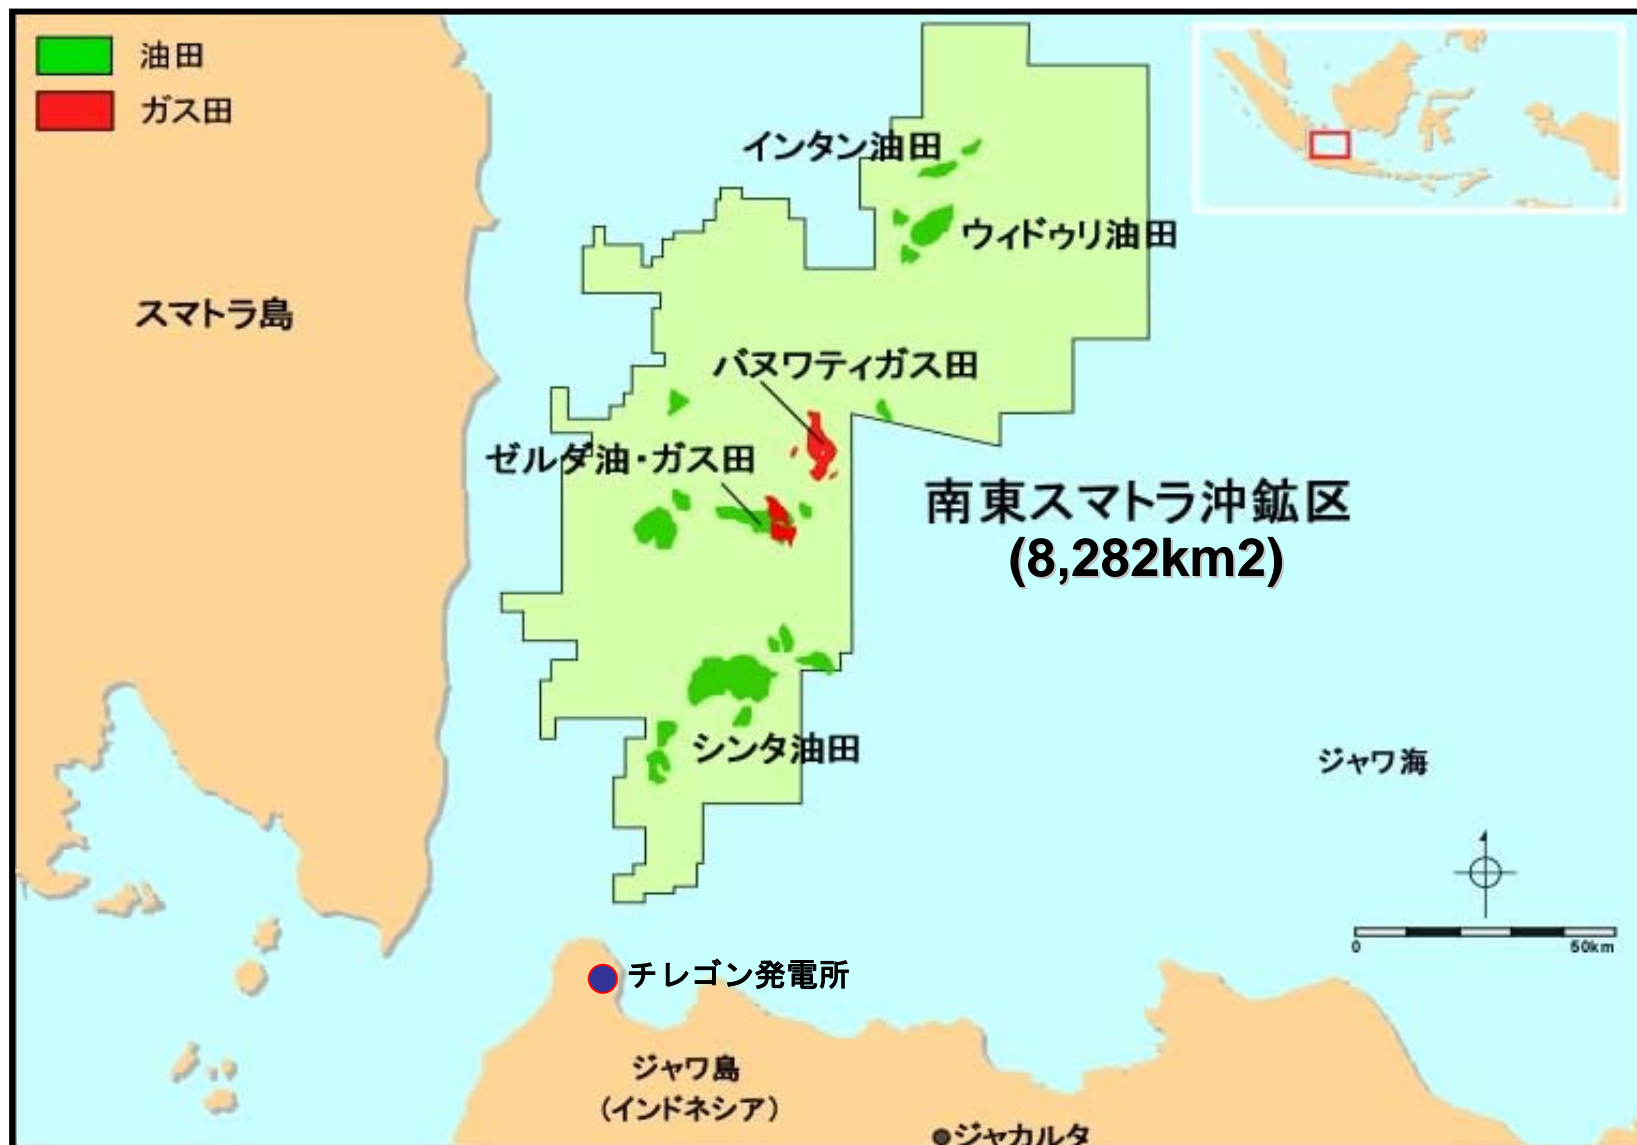 油田
ガス田
インタン油田
ウィドゥリ油田
スマトラ島
バヌワティガス田
ゼルダ油・ガス田
南東スマトラ沖鉱区
(8,282km2)
シンタ油田
ジャワ海
0 50km
チレゴン発電所
ジャワ島
(インドネシア)
ジャカルタ